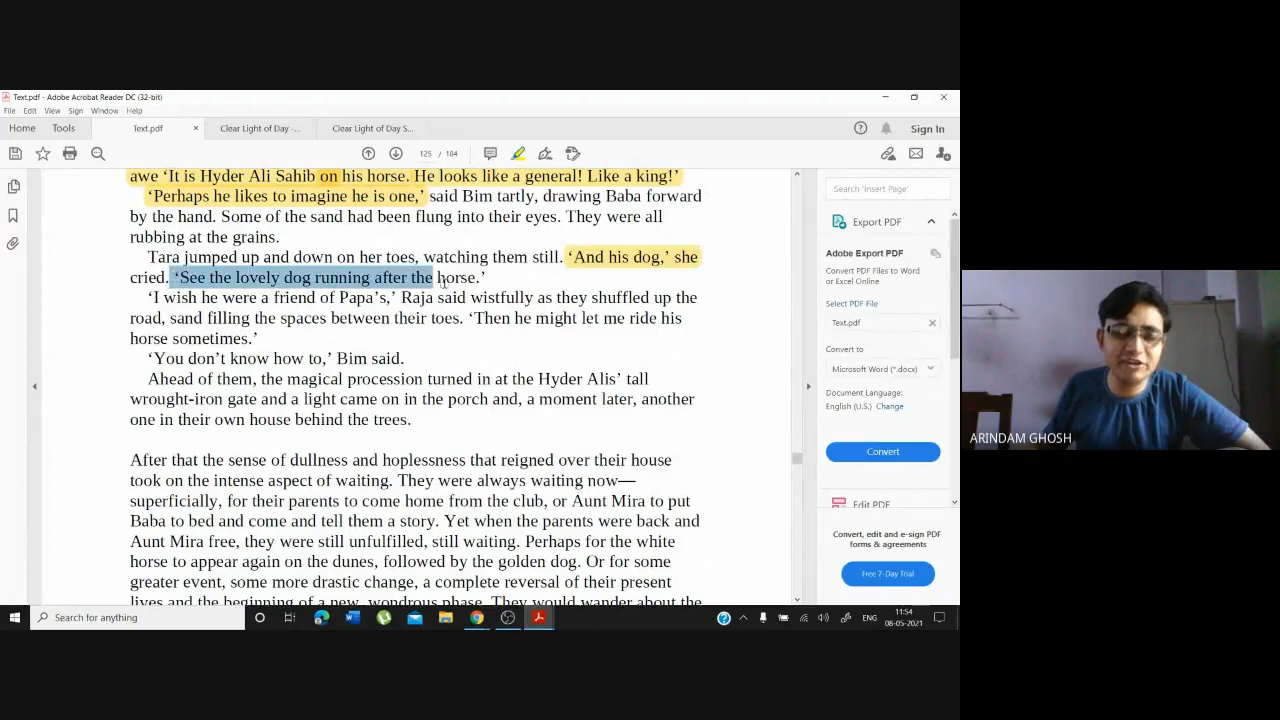 Text.pdf - Adobe Acrobat Reader DC (32-bit)
File Edit View Sign Window Help
Home Tools Text.pdf × Clear Light of Day -... Clear Light of Day S... Sign In
125 / 184
awe ‘It is Hyder Ali Sahib on his horse. He looks like a general! Like a king!’
‘Perhaps he likes to imagine he is one,’ said Bim tartly, drawing Baba forward
by the hand. Some of the sand had been flung into their eyes. They were all
rubbing at the grains.
Tara jumped up and down on her toes, watching them still. ‘And his dog,’ she
cried. ‘See the lovely dog running after the horse.’
‘I wish he were a friend of Papa’s,’ Raja said wistfully as they shuffled up the
road, sand filling the spaces between their toes. ‘Then he might let me ride his
horse sometimes.’
‘You don’t know how to,’ Bim said.
Ahead of them, the magical procession turned in at the Hyder Alis’ tall
wrought-iron gate and a light came on in the porch and, a moment later, another
one in their own house behind the trees.
After that the sense of dullness and hoplessness that reigned over their house
took on the intense aspect of waiting. They were always waiting now—
superficially, for their parents to come home from the club, or Aunt Mira to put
Baba to bed and come and tell them a story. Yet when the parents were back and
Aunt Mira free, they were still unfulfilled, still waiting. Perhaps for the white
horse to appear again on the dunes, followed by the golden dog. Or for some
greater event, some more drastic change, a complete reversal of their present
lives and the beginning of a new, wondrous phase. They would wander about the
Search 'Insert Page'
Export PDF
Adobe Export PDF
Convert PDF Files to Word
or Excel Online
Select PDF File
Text.pdf ×
Convert to
Microsoft Word (*.docx)
Document Language:
English (U.S.) Change
Convert
Edit PDF
Convert, edit and e-sign PDF
forms & agreements
Free 7-Day Trial
ARINDAM GHOSH
Search for anything
ENG
11:54
08-05-2021